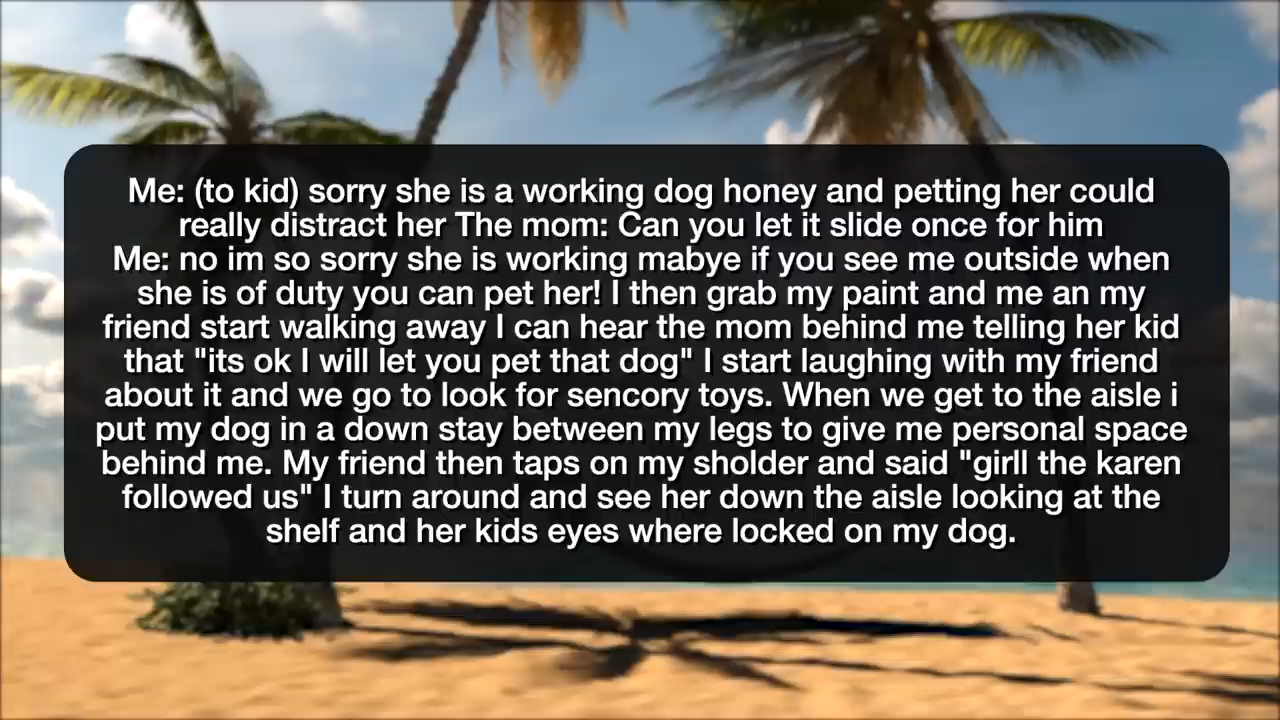 Me: (to kid) sorry she is a working dog honey and petting her could
really distract her The mom: Can you let it slide once for him
Me: no im so sorry she is working mabye if you see me outside when
she is of duty you can pet her! I then grab my paint and me an my
friend start walking away I can hear the mom behind me telling her kid
that "its ok I will let you pet that dog" I start laughing with my friend
about it and we go to look for sencory toys. When we get to the aisle i
put my dog in a down stay between my legs to give me personal space
behind me. My friend then taps on my sholder and said "girll the karen
followed us" I turn around and see her down the aisle looking at the
shelf and her kids eyes where locked on my dog.